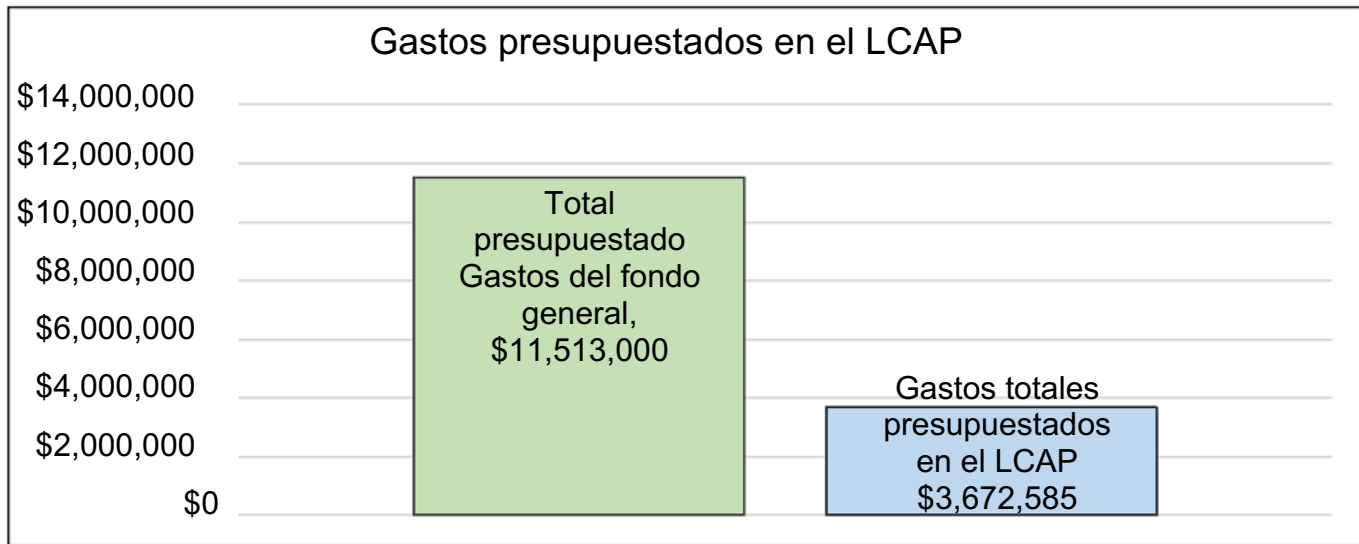 Gastos presupuestados en el LCAP
$14,000,000
$12,000,000
$10,000,000
$8,000,000
$6,000,000
$4,000,000
$2,000,000
$0
Total
presupuestado
Gastos del fondo
general,
$11,513,000
Gastos totales
presupuestados
en el LCAP
$3,672,585